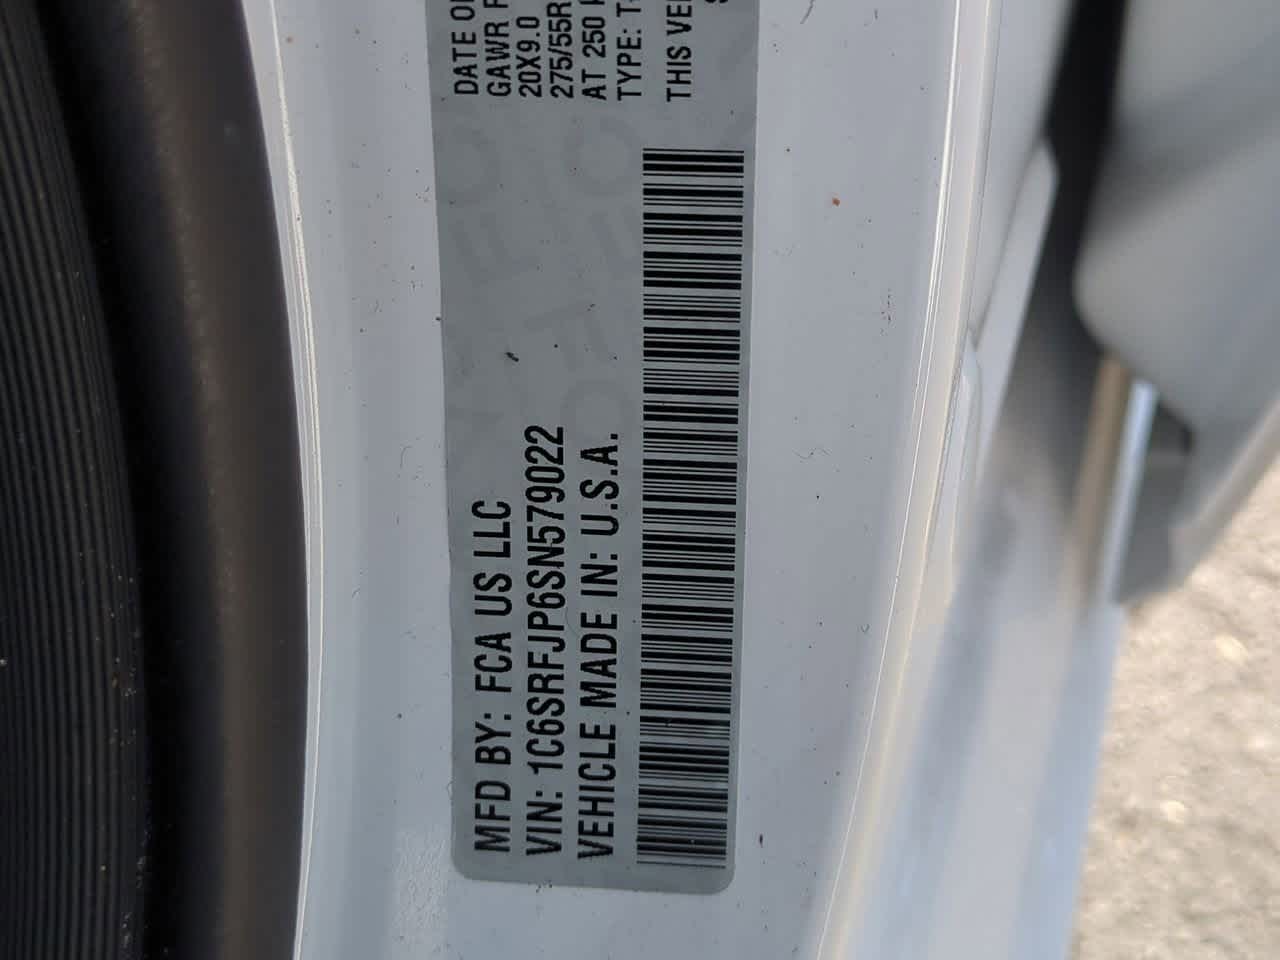 MFD BY: FCA US LLC
VIN: 1C6SRFJP6SN579022
VEHICLE MADE IN: U.S.A.
DATE
GAWR
20X9.0
275/55R
AT 250
TYPE:
THIS